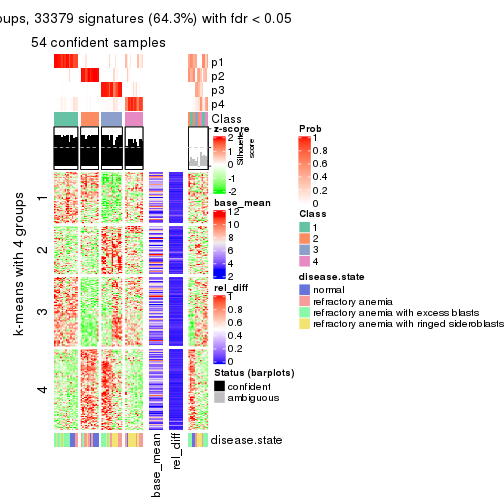 oups, 33379 signatures (64.3%) with fdr < 0.05
54 confident samples
p1
p2
p3
p4
Class
Silhouette
score
k-means with 4 groups
1
2
3
4
base_mean
rel_diff
disease.state
z-score
2
1
0
-1
-2
base_mean
12
10
8
6
4
2
rel_diff
1
0.8
0.6
0.4
0.2
0
Status (barplots)
confident
ambiguous
Prob
1
0.8
0.6
0.4
0.2
0
Class
1
2
3
4
disease.state
normal
refractory anemia
refractory anemia with excess blasts
refractory anemia with ringed sideroblasts